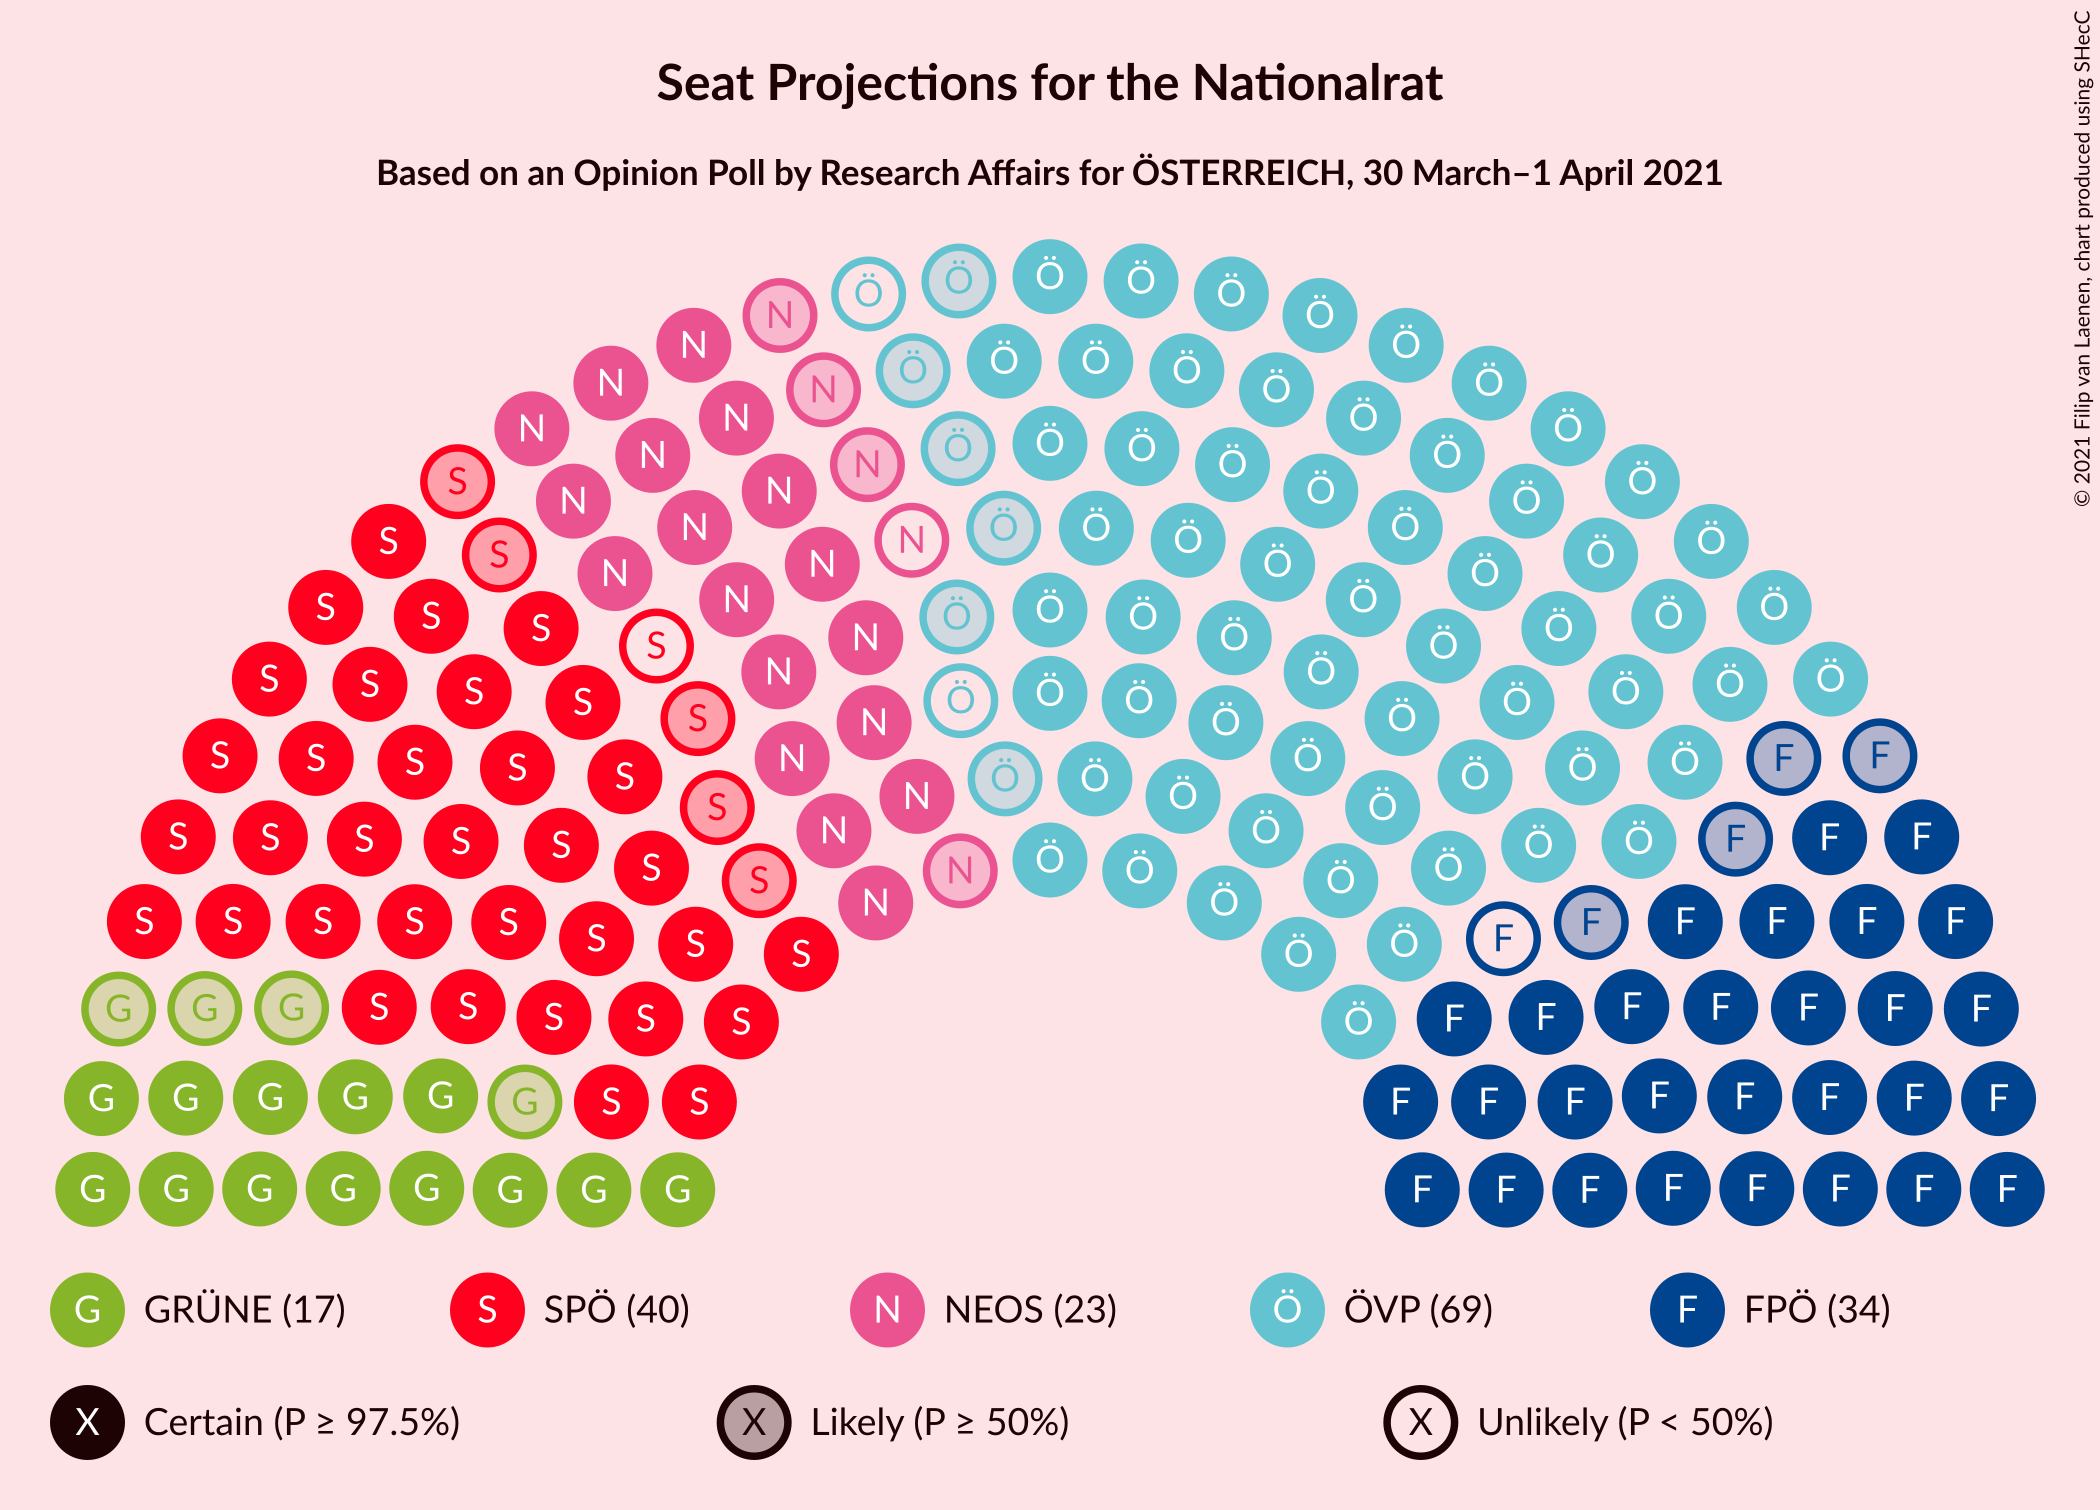 Seat Projections for the Nationalrat
Based on an Opinion Poll by Research Affairs for ÖSTERREICH, 30 March–1 April 2021
© 2021 Filip van Laenen, chart produced using SHecC
Ö Ö Ö Ö Ö
N Ö Ö
N N Ö Ö Ö Ö Ö Ö
N N N Ö Ö Ö
S N N N Ö Ö Ö Ö Ö Ö Ö
S S N N N Ö Ö Ö Ö Ö Ö Ö
S S S N N N Ö Ö Ö Ö Ö Ö
S S S S N N Ö Ö Ö Ö Ö Ö Ö Ö
S S S S S N N Ö Ö Ö Ö Ö Ö Ö Ö
S S S S S S N N Ö Ö Ö Ö Ö Ö Ö F F
S S S S S S N N Ö Ö Ö Ö Ö Ö Ö F F F
S S S S S S S S N Ö Ö Ö F F F F F F
G G G S S S S S Ö F F F F F F F
G G G G G G S S F F F F F F F F
G G G G G G G G F F F F F F F F
G GRÜNE (17) S SPÖ (40) N NEOS (23) Ö ÖVP (69) F FPÖ (34)
X Certain (P ≥ 97.5%) X Likely (P ≥ 50%) X Unlikely (P < 50%)